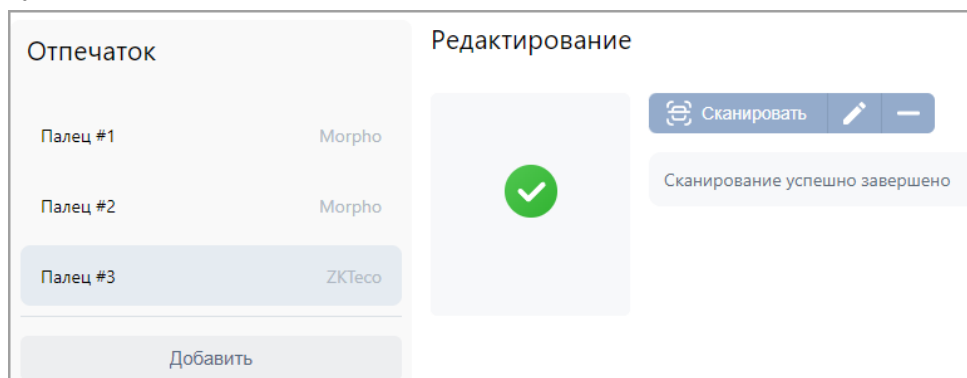 Отпечаток
Палец #1 Morpho
Палец #2 Morpho
Палец #3 ZKTeco
Добавить
Редактирование
Сканировать
Сканирование успешно завершено